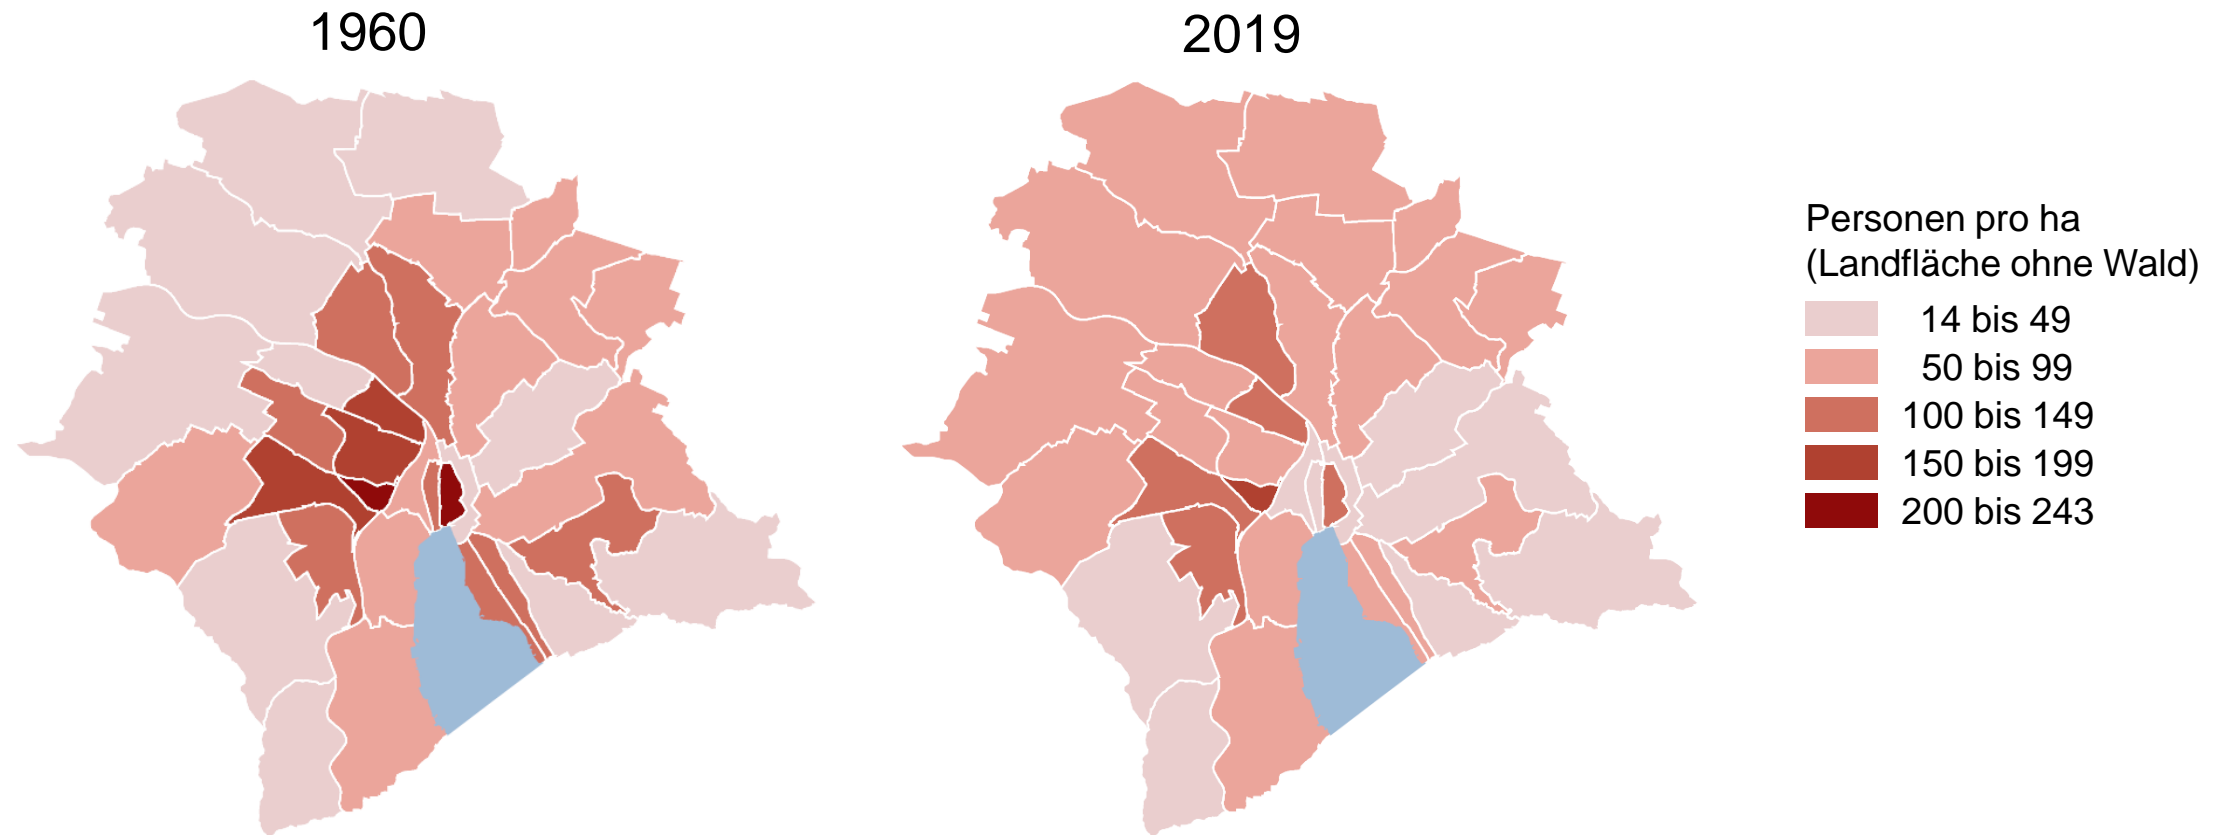 1960
2019
Personen pro ha
(Landfläche ohne Wald)
14 bis 49
50 bis 99
100 bis 149
150 bis 199
200 bis 243